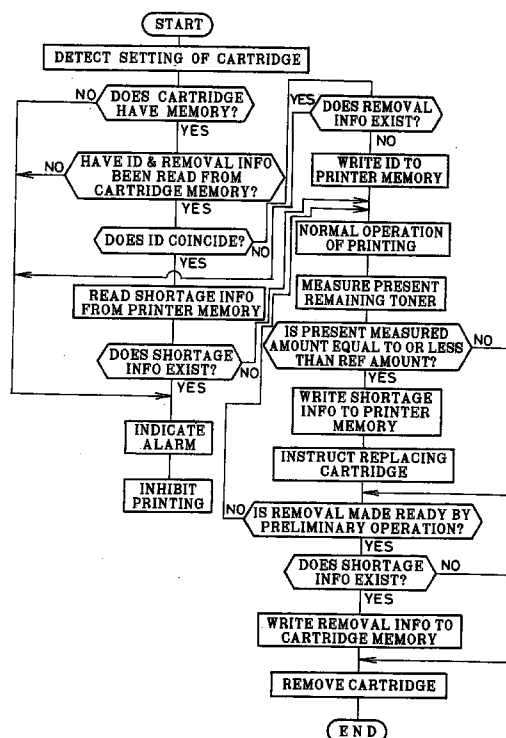 START
DETECT SETTING OF CARTRIDGE
NO
DOES CARTRIDGE
HAVE MEMORY?
YES
NO
HAVE ID & REMOVAL INFO
BEEN READ FROM
CARTRIDGE MEMORY?
YES
DOES ID COINCIDE?
NO
YES
READ SHORTAGE INFO
FROM PRINTER MEMORY
DOES SHORTAGE
INFO EXIST?
NO
YES
INDICATE
ALARM
INHIBIT
PRINTING
YES
DOES REMOVAL
INFO EXIST?
NO
WRITE ID TO
PRINTER MEMORY
NORMAL OPERATION
OF PRINTING
MEASURE PRESENT
REMAINING TONER
IS PRESENT MEASURED
AMOUNT EQUAL TO OR LESS
THAN REF AMOUNT?
NO
YES
WRITE SHORTAGE
INFO TO PRINTER
MEMORY
INSTRUCT REPLACING
CARTRIDGE
NO
IS REMOVAL MADE READY BY
PRELIMINARY OPERATION?
YES
DOES SHORTAGE
INFO EXIST?
NO
YES
WRITE REMOVAL INFO TO
CARTRIDGE MEMORY
REMOVE CARTRIDGE
END